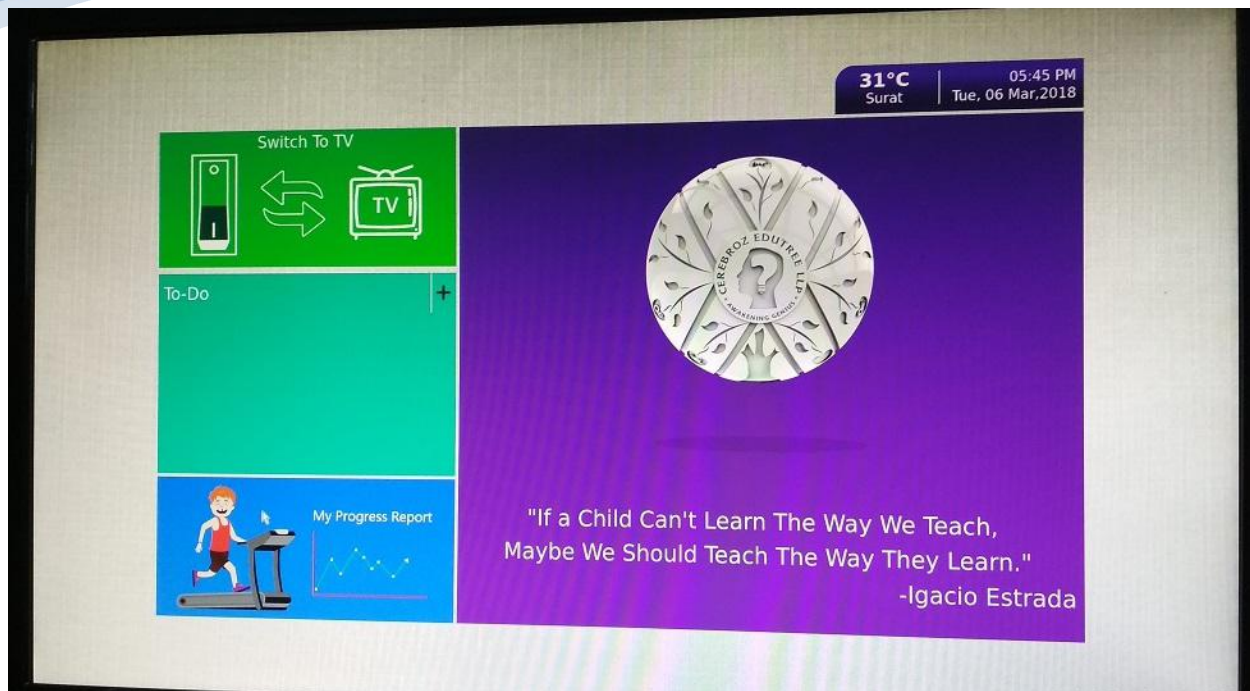 31°C
Surat
05:45 PM
Tue, 06 Mar,2018
Switch To TV
TV
To-Do
+
My Progress Report
CEREBROZ EDUTREE LLP
• AWAKENING GENIUS •
"If a Child Can't Learn The Way We Teach,
Maybe We Should Teach The Way They Learn."
-Igacio Estrada